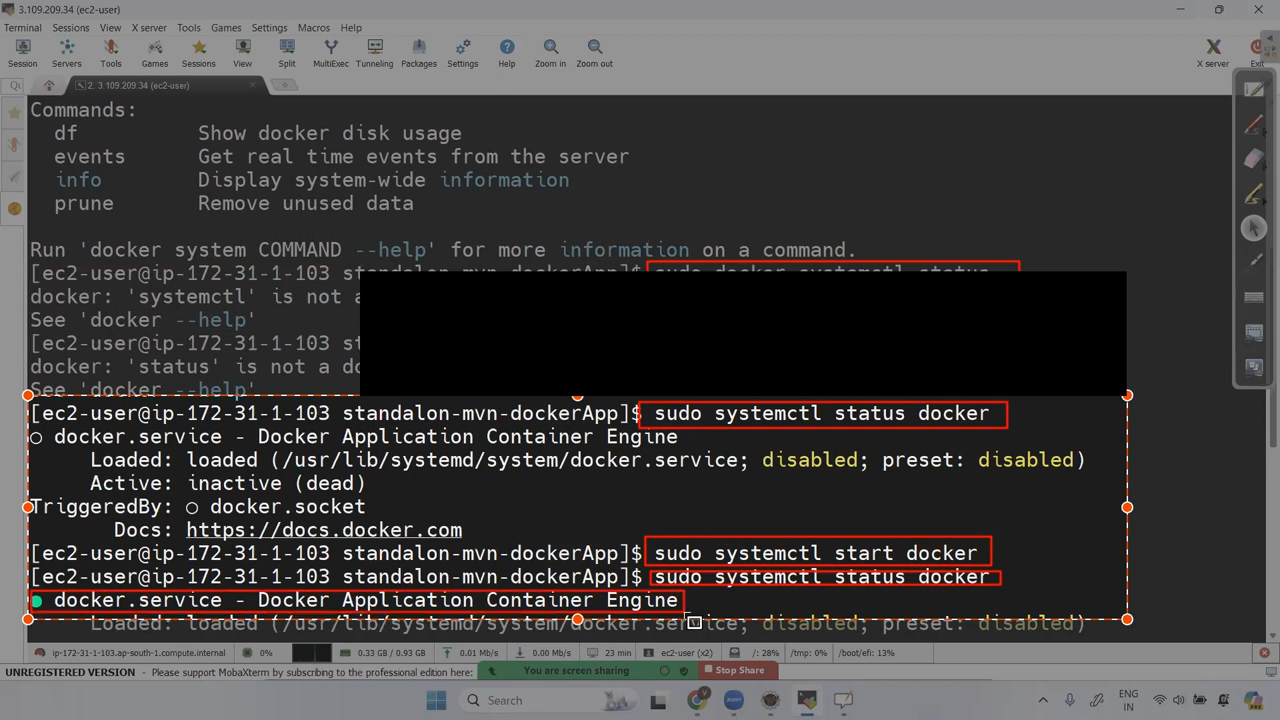 3.109.209.34 (ec2-user)
Terminal Sessions View X server Tools Games Settings Macros Help
Session Servers Tools Games Sessions View Split MultiExec Tunneling Packages Settings Help Zoom in Zoom out X server Exit
2. 3.109.209.34 (ec2-user)
Commands:
df Show docker disk usage
events Get real time events from the server
info Display system-wide information
prune Remove unused data
Run 'docker system COMMAND --help' for more information on a command.
[ec2-user@ip-172-31-1-103 standalon-mvn-dockerApp]$ sudo docker systemctl status
docker: 'systemctl' is not a
See 'docker --help'
[ec2-user@ip-172-31-1-103 st
docker: 'status' is not a do
See 'docker --help'
[ec2-user@ip-172-31-1-103 standalon-mvn-dockerApp]$ sudo systemctl status docker
○ docker.service - Docker Application Container Engine
Loaded: loaded (/usr/lib/systemd/system/docker.service; disabled; preset: disabled)
Active: inactive (dead)
TriggeredBy: ○ docker.socket
Docs: https://docs.docker.com
[ec2-user@ip-172-31-1-103 standalon-mvn-dockerApp]$ sudo systemctl start docker
[ec2-user@ip-172-31-1-103 standalon-mvn-dockerApp]$ sudo systemctl status docker
● docker.service - Docker Application Container Engine
Loaded: loaded (/usr/lib/systemd/system/docker.service; disabled; preset: disabled)
ip-172-31-1-103.ap-south-1.compute.internal 0% 0.33 GB / 0.93 GB 0.01 Mb/s 0.00 Mb/s 23 min ec2-user (x2) /: 28% /tmp: 0% /boot/efi: 13%
UNREGISTERED VERSION - Please support MobaXterm by subscribing to the professional edition here: You are screen sharing Stop Share
Search
ENG
IN